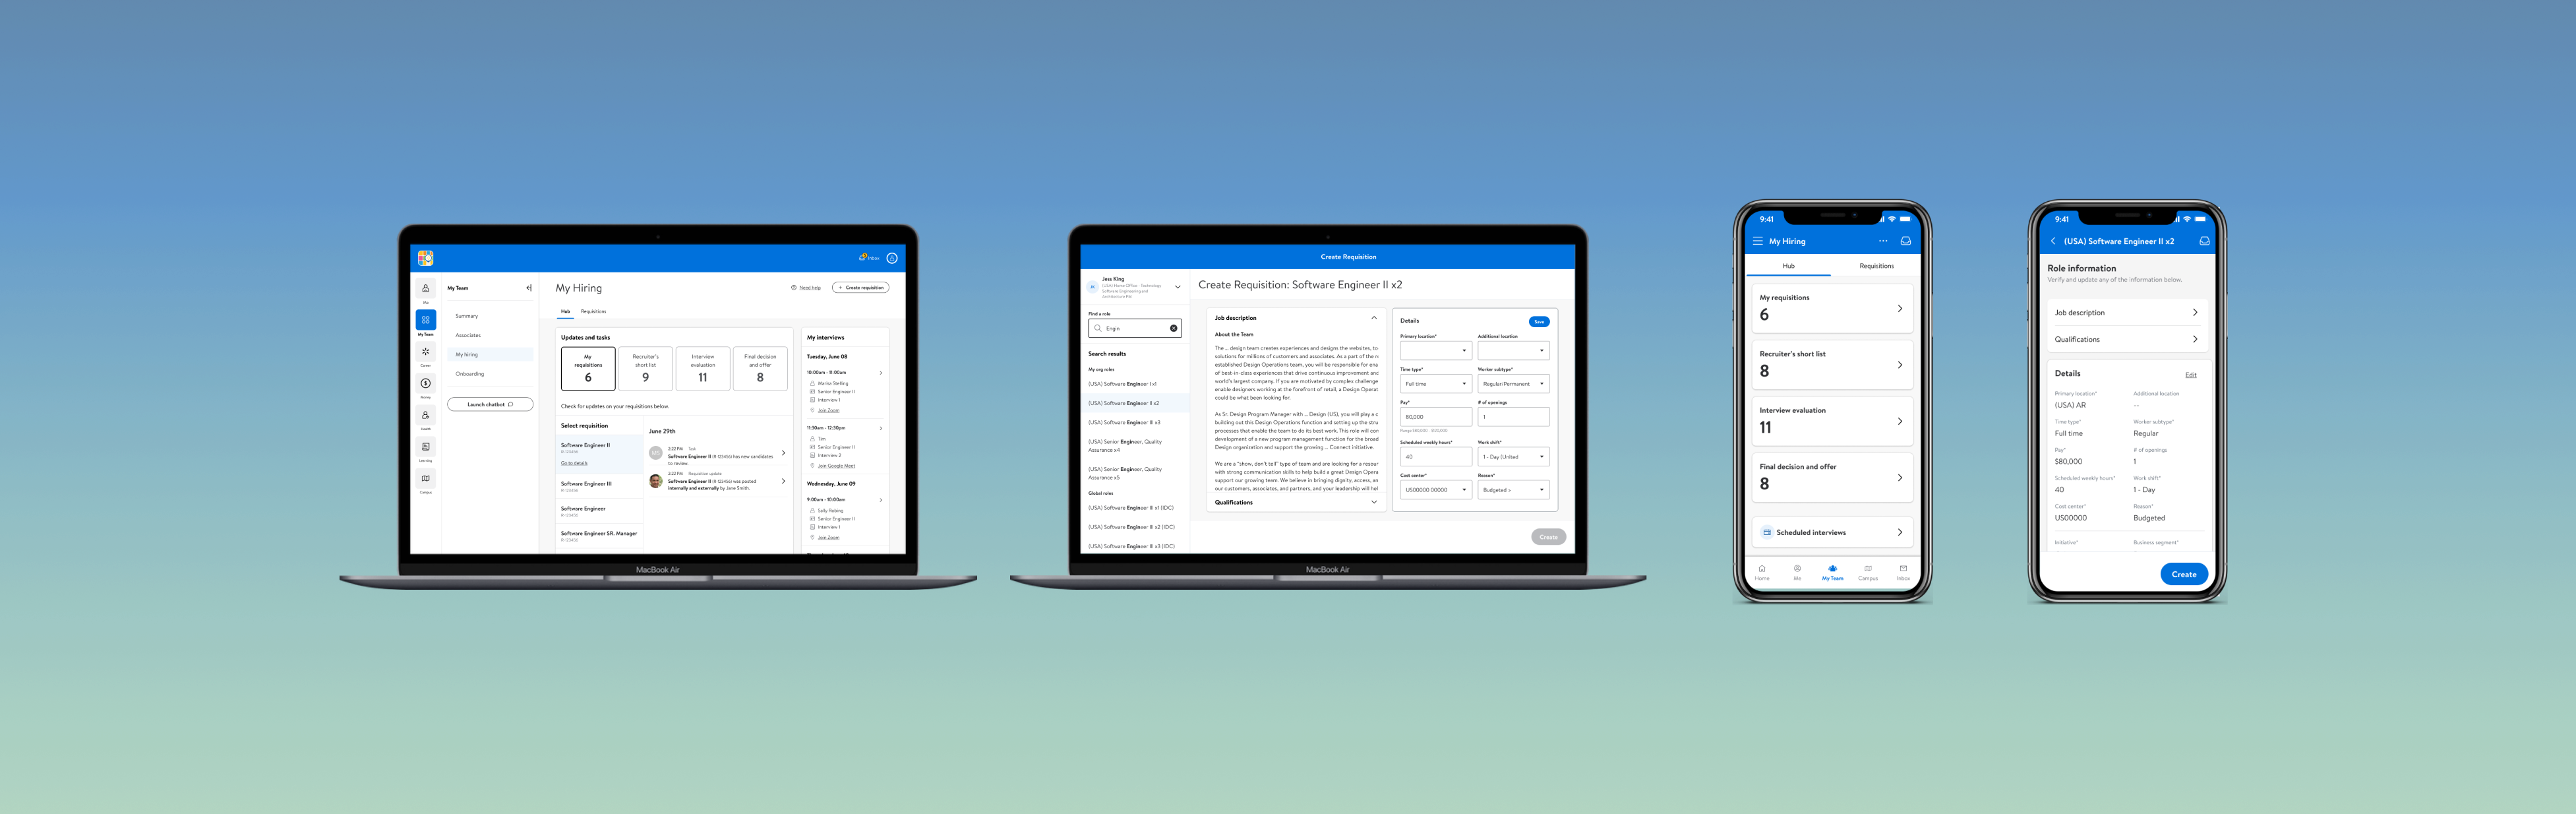 Inbox
Me
My Team
Career
Money
Health
Learning
Campus
My Team
Summary
Associates
My hiring
Onboarding
Launch chatbot
My Hiring
Need help
+ Create requisition
Hub
Requisitions
Updates and tasks
My requisitions
6
Recruiter's short list
9
Interview evaluation
11
Final decision and offer
8
Check for updates on your requisitions below.
Select requisition
Software Engineer II
R-123456
Go to details
Software Engineer III
R-123456
Software Engineer
R-123456
Software Engineer SR. Manager
R-123456
June 29th
2:22 PM Task
Software Engineer II (R-123456) has new candidates
to review.
2:22 PM Requisition update
Software Engineer II (R-123456) was posted
internally and externally by Jane Smith.
My interviews
Tuesday, June 08
10:00am - 11:00am
Marisa Stelling
Senior Engineer II
Interview 1
Join Zoom
11:30am - 12:30pm
Tim
Senior Engineer II
Interview 2
Join Google Meet
Wednesday, June 09
9:00am - 10:00am
Sally Robing
Senior Engineer II
Interview 1
Join Zoom
MacBook Air
Create Requisition
Jess King
(USA) Home Office - Technology,
Software Engineering and
Architecture PW
Find a role
Engin
Search results
My org roles
(USA) Software Engineer I x1
(USA) Software Engineer II x2
(USA) Software Engineer III x3
(USA) Senior Engineer, Quality
Assurance x4
(USA) Senior Engineer, Quality
Assurance x5
Global roles
(USA) Software Engineer III x1 (IDC)
(USA) Software Engineer III x2 (IDC)
(USA) Software Engineer III x3 (IDC)
Create Requisition: Software Engineer II x2
Job description
About the Team
The ... design team creates experiences and designs the websites, to
solutions for millions of customers and associates. As a part of the n
established Design Operations team, you will be responsible for ena
of best-in-class experiences that drive continuous improvement anc
world's largest company. If you are motivated by complex challenge
enable designers working at the forefront of retail, a Design Operat
could be what been looking for.
As Sr. Design Program Manager with ... Design (US), you will play a c
building out this Design Operations function and setting up the stru
processes that enable the team to do its best work. This role will con
development of a new program management function for the broad
Design organization and support the growing ... Connect initiative.
We are a "show, don't tell" type of team and are looking for a resour
with strong communication skills to help build a great Design Opera
support our growing team. We believe in bringing dignity, access, an
our customers, associates, and partners, and your leadership will hel
Qualifications
Details
Save
Primary location*
Additional location
Time type*
Full time
Worker subtype*
Regular/Permanent
Pay*
80,000
# of openings
1
Scheduled weekly hours*
40
Work shift*
1 - Day (United
Cost center*
US00000 00000
Reason*
Budgeted >
Create
MacBook Air
9:41
My Hiring
Hub
Requisitions
My requisitions
6
Recruiter's short list
8
Interview evaluation
11
Final decision and offer
8
Scheduled interviews
Home
Me
My Team
Campus
Inbox
9:41
(USA) Software Engineer II x2
Role information
Verify and update any of the information below.
Job description
Qualifications
Details
Edit
Primary location*
(USA) AR
Additional location
--
Time type*
Full time
Worker subtype*
Regular
Pay*
$80,000
# of openings
1
Scheduled weekly hours*
40
Work shift*
1 - Day
Cost center*
US00000
Reason*
Budgeted
Initiative*
Business segment*
Create